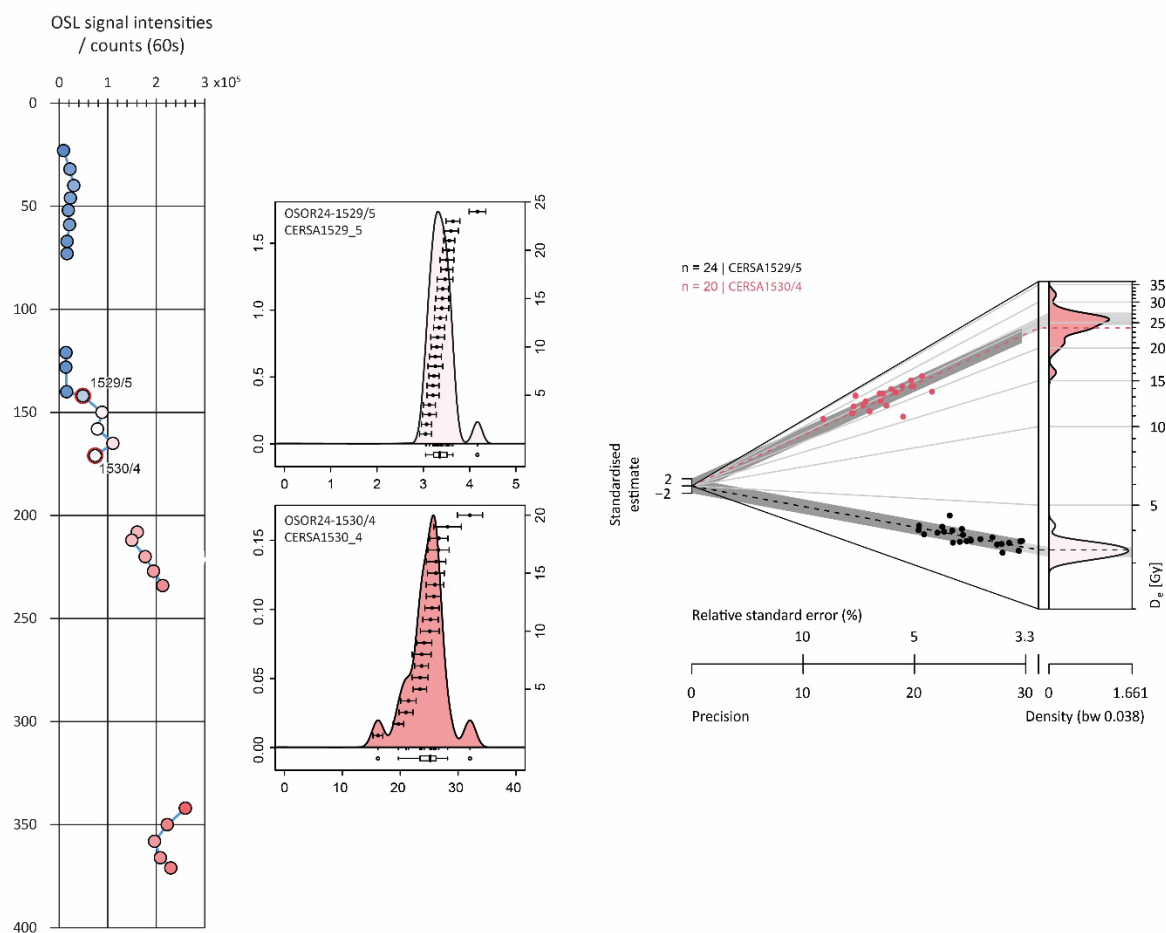 OSL signal intensities
/ counts (60s)
0 1 2 3 x10⁵
0
50
100
150
200
250
300
350
400
1529/5
1530/4
OSOR24-1529/5
CERSA1529_5
0.0 0.5 1.0 1.5
5 10 15 20 25
0 1 2 3 4 5
OSOR24-1530/4
CERSA1530_4
0.00 0.05 0.10 0.15
5 10 15 20
0 10 20 30 40
n = 24 | CERSA1529/5
n = 20 | CERSA1530/4
Standardised
estimate
2
−2
35
30
25
20
15
10
5
Dₑ [Gy]
Relative standard error (%)
10 5 3.3
0 10 20 30
Precision
0 1.661
Density (bw 0.038)